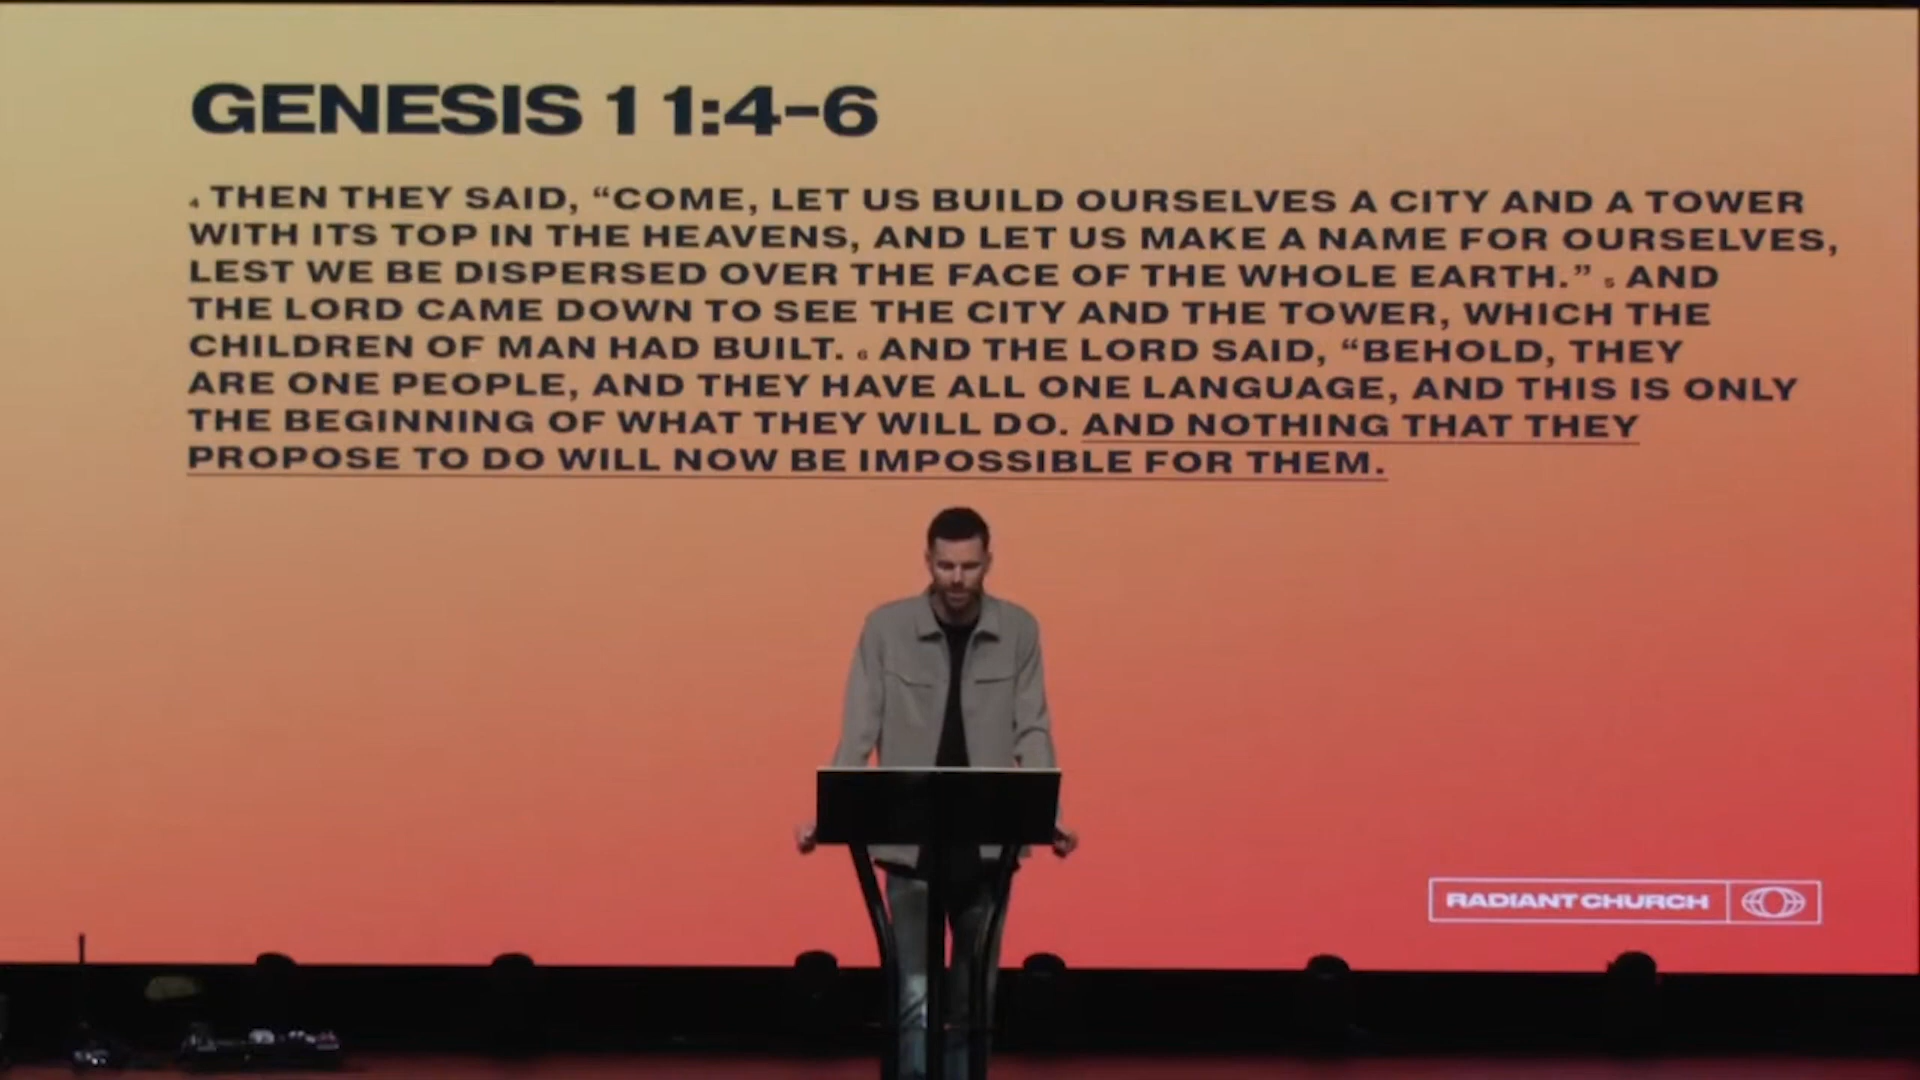 GENESIS 11:4-6
4 THEN THEY SAID, “COME, LET US BUILD OURSELVES A CITY AND A TOWER
WITH ITS TOP IN THE HEAVENS, AND LET US MAKE A NAME FOR OURSELVES,
LEST WE BE DISPERSED OVER THE FACE OF THE WHOLE EARTH.” 5 AND
THE LORD CAME DOWN TO SEE THE CITY AND THE TOWER, WHICH THE
CHILDREN OF MAN HAD BUILT. 6 AND THE LORD SAID, “BEHOLD, THEY
ARE ONE PEOPLE, AND THEY HAVE ALL ONE LANGUAGE, AND THIS IS ONLY
THE BEGINNING OF WHAT THEY WILL DO. AND NOTHING THAT THEY
PROPOSE TO DO WILL NOW BE IMPOSSIBLE FOR THEM.
RADIANT CHURCH